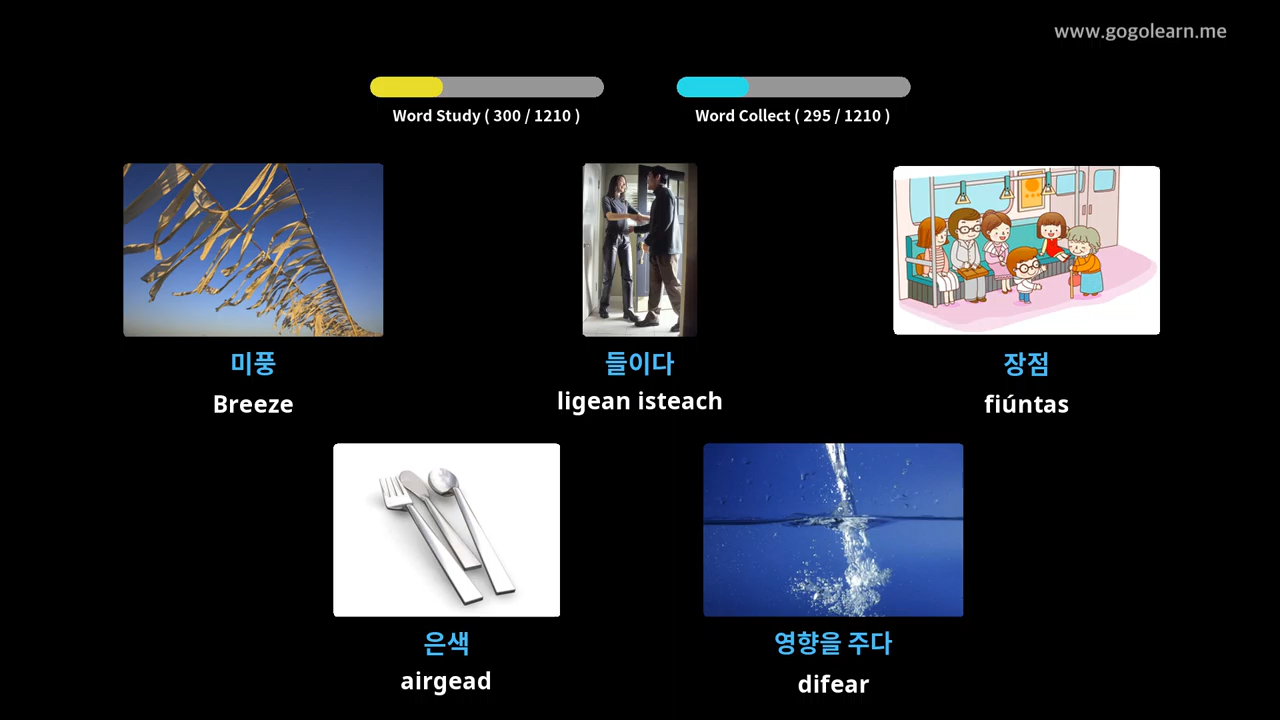 www.gogolearn.me
Word Study ( 300 / 1210 )
Word Collect ( 295 / 1210 )
미풍
Breeze
들이다
ligean isteach
장점
fiúntas
은색
airgead
영향을 주다
difear